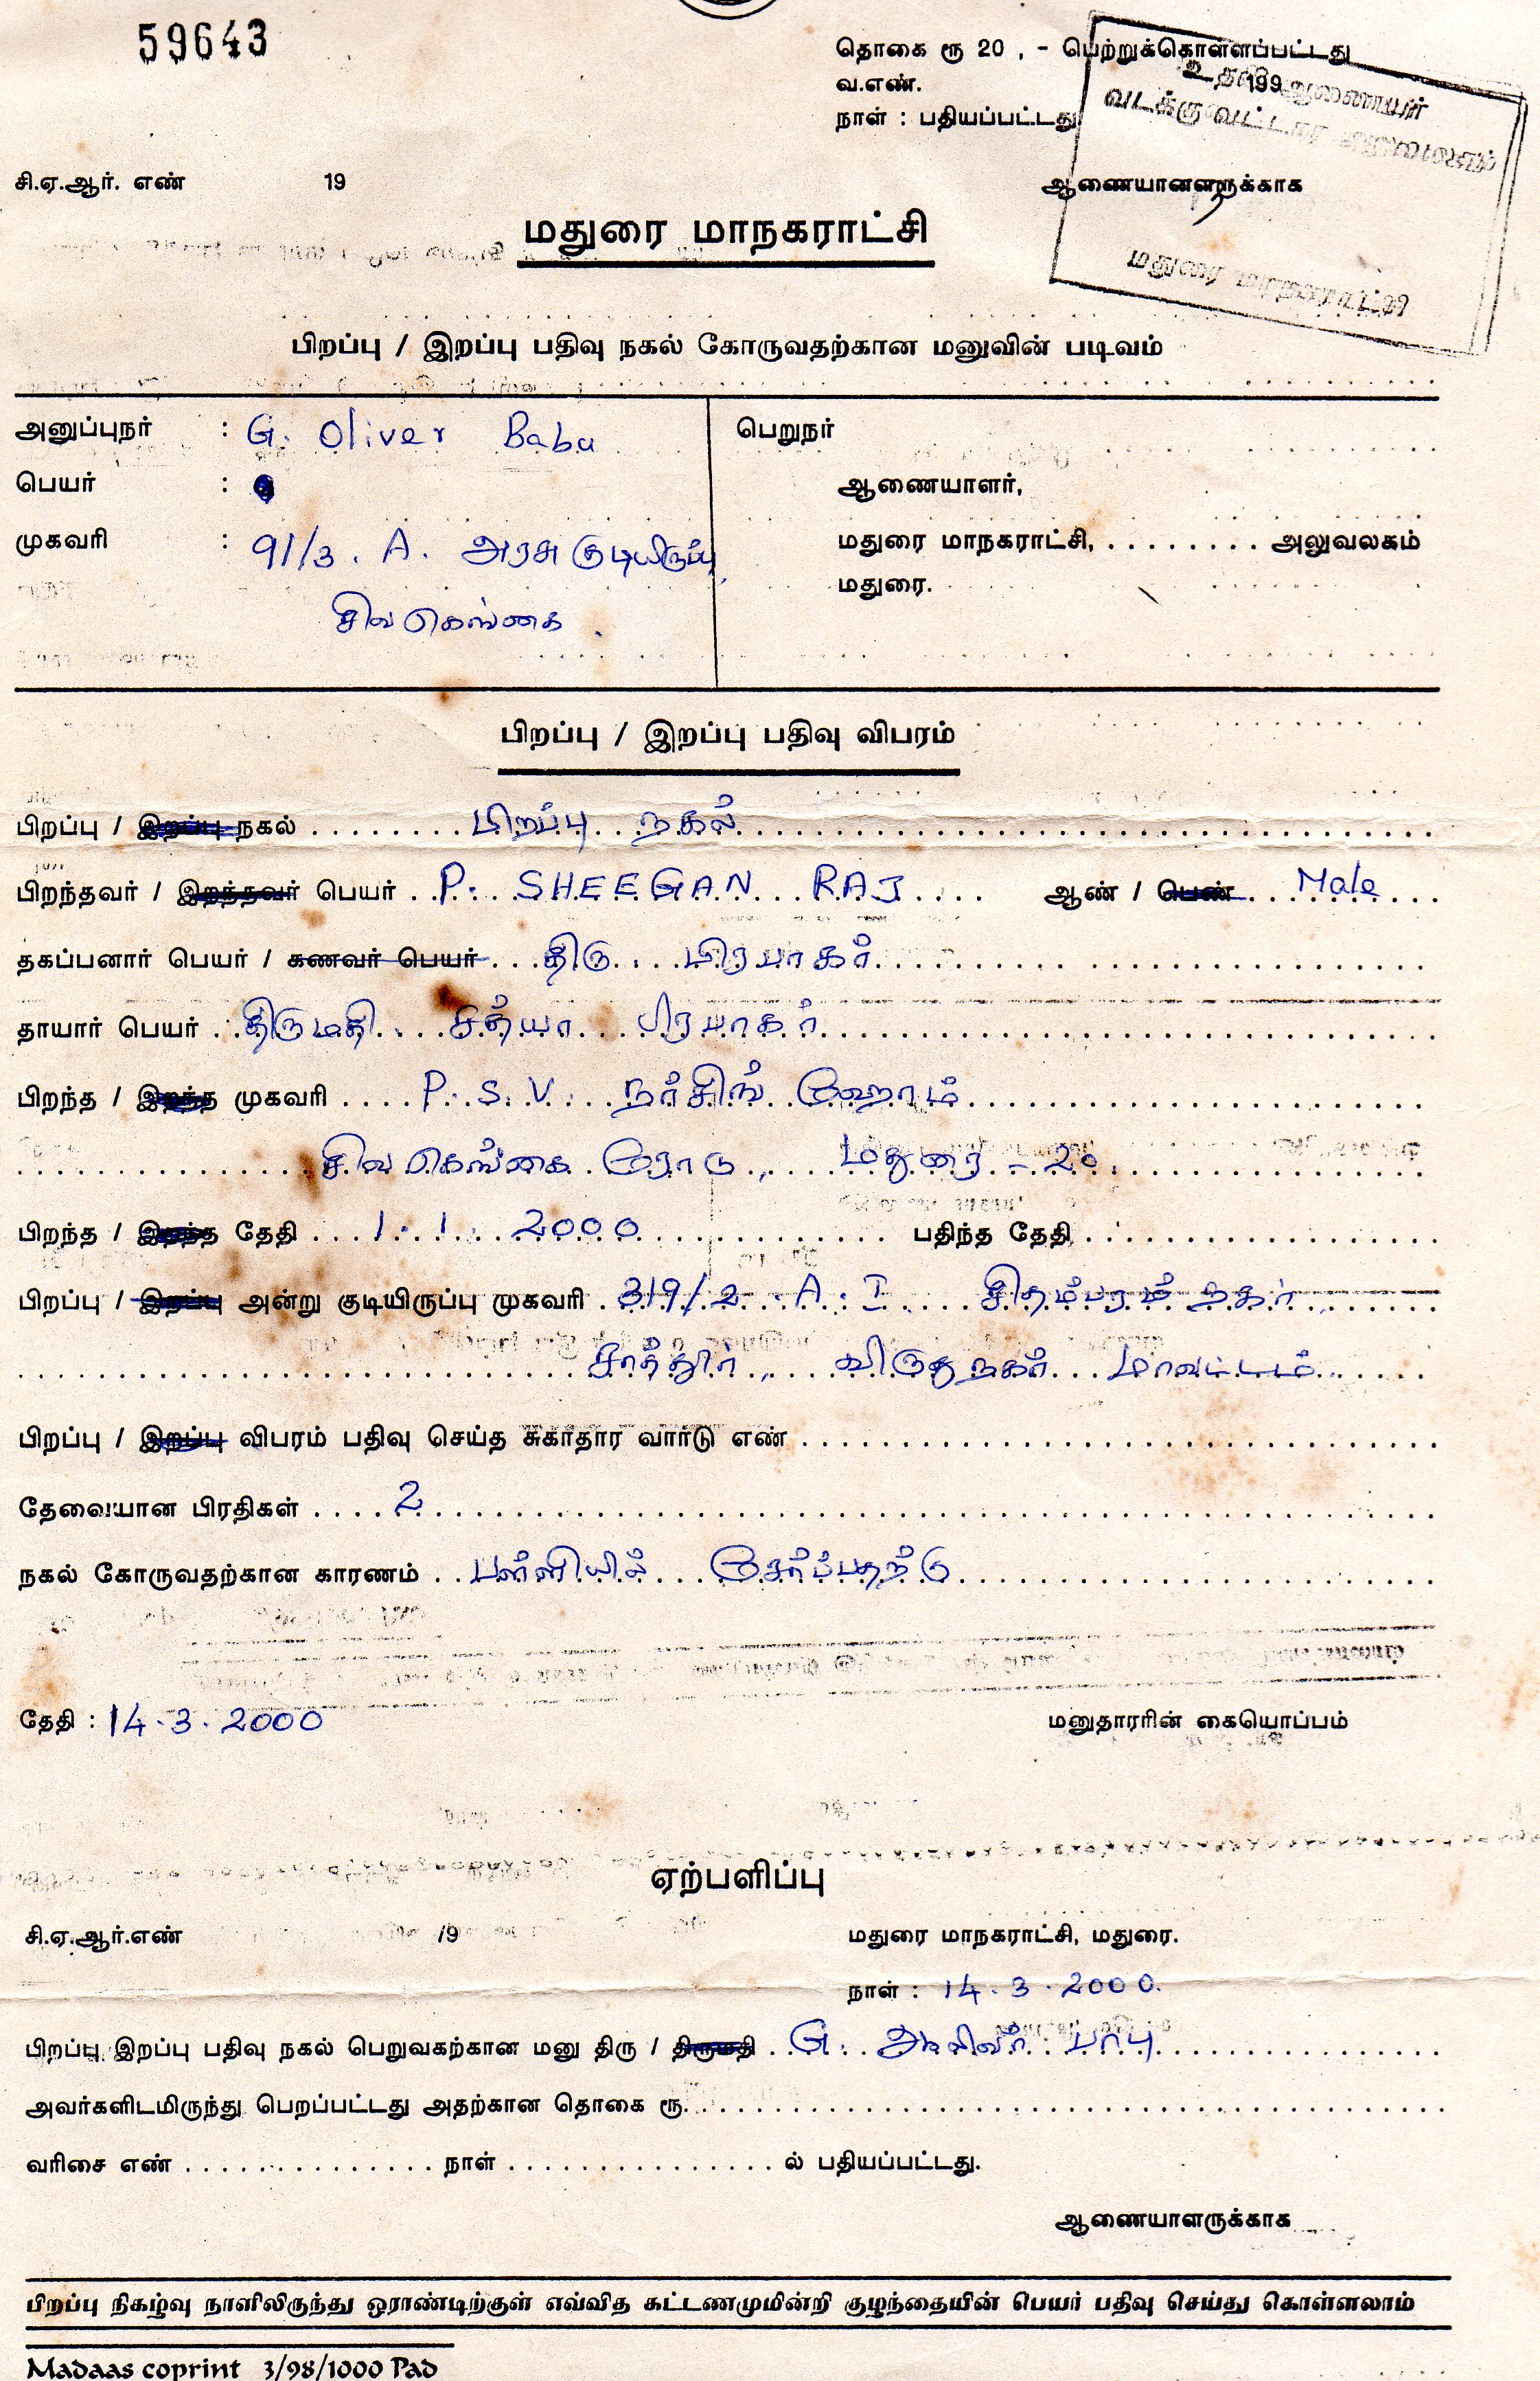 59643
தொகை ரூ 20 , - பெற்றுக்கொள்ளப்பட்டது
வ.எண். 199
நாள் : பதியப்பட்டது
உதவி ஆணையர்
வடக்கு வட்டார அலுவலகம்
மதுரை மாநகராட்சி
சி.ஏ.ஆர். எண் 19
ஆணையானளருக்காக
மதுரை மாநகராட்சி
பிறப்பு / இறப்பு பதிவு நகல் கோருவதற்கான மனுவின் படிவம்
அனுப்புநர் : G. Oliver Babu
பெயர் :
முகவரி : 91/3. A. அரசு குடியிருப்பு,
சிவகெங்கை.
பெறுநர்
ஆணையாளர்,
மதுரை மாநகராட்சி, ........ அலுவலகம்
மதுரை.
பிறப்பு / இறப்பு பதிவு விபரம்
பிறப்பு / இறப்பு நகல் ........ பிறப்பு நகல்
பிறந்தவர் / இறந்தவர் பெயர் .. P. SHEEGAN RAJ .... ஆண் / பெண் .. Male
தகப்பனார் பெயர் / கணவர் பெயர் ... திரு. பிரபாகர்
தாயார் பெயர் .. திருமதி. சத்யா பிரபாகர்
பிறந்த / இறந்த முகவரி .... P. S. V. நர்சிங் ஹோம்
சிவகெங்கை ரோடு, மதுரை - 20.
பிறந்த / இறந்த தேதி ... 1. 1. 2000 ........ பதிந்த தேதி
பிறப்பு / இறப்பு அன்று குடியிருப்பு முகவரி . 319/2. A. I சிதம்பரம் நகர்,
சாத்தூர், விருதுநகர் மாவட்டம்.
பிறப்பு / இறப்பு விபரம் பதிவு செய்த சுகாதார வார்டு எண்
தேவையான பிரதிகள் .... 2
நகல் கோருவதற்கான காரணம் .. பள்ளியில் சேர்ப்பதற்கு
தேதி : 14.3.2000
மனுதாரரின் கையொப்பம்
ஏற்பளிப்பு
சி.ஏ.ஆர்.எண் /9
மதுரை மாநகராட்சி, மதுரை.
நாள் : 14.3.2000.
பிறப்பு இறப்பு பதிவு நகல் பெறுவகற்கான மனு திரு / திருமதி .. G. ஆலிவர் பாபு
அவர்களிடமிருந்து பெறப்பட்டது அதற்கான தொகை ரூ.
வரிசை எண் .............. நாள் ................ ல் பதியப்பட்டது.
ஆணையாளருக்காக
பிறப்பு நிகழ்வு நாளிலிருந்து ஓராண்டிற்குள் எவ்வித கட்டணமுமின்றி குழந்தையின் பெயர் பதிவு செய்து கொள்ளலாம்
Madaas coprint 3/98/1000 Pad